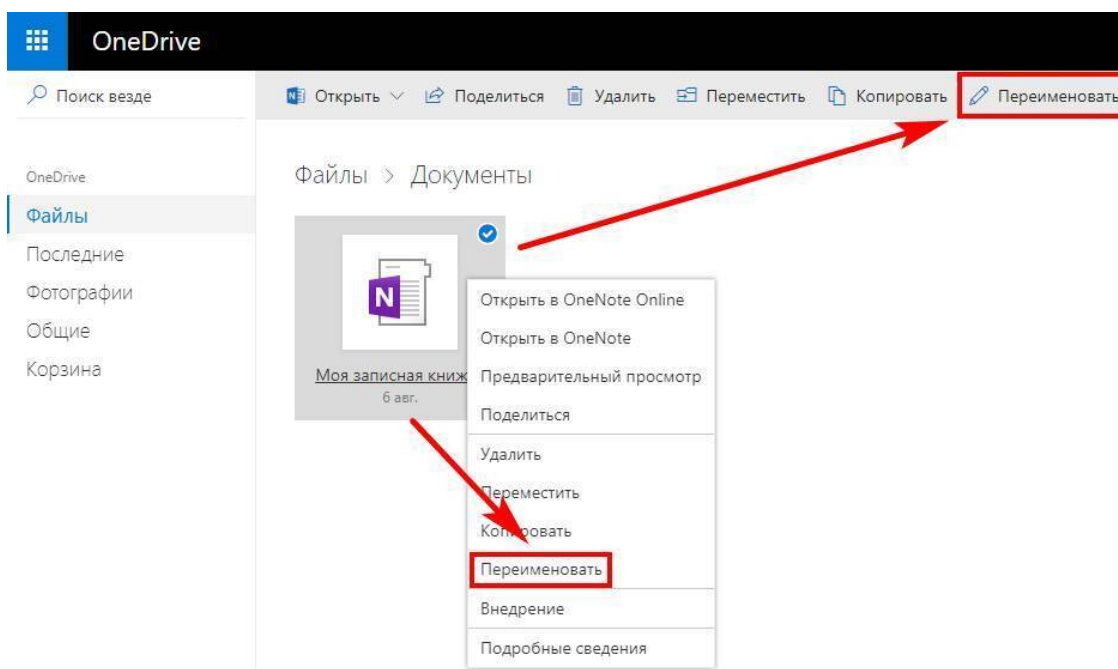 OneDrive
Поиск везде
Открыть Поделиться Удалить Переместить Копировать Переименовать
OneDrive
Файлы
Последние
Фотографии
Общие
Корзина
Файлы > Документы
N
Моя записная книж
6 авг.
Открыть в OneNote Online
Открыть в OneNote
Предварительный просмотр
Поделиться
Удалить
Переместить
Копировать
Переименовать
Внедрение
Подробные сведения